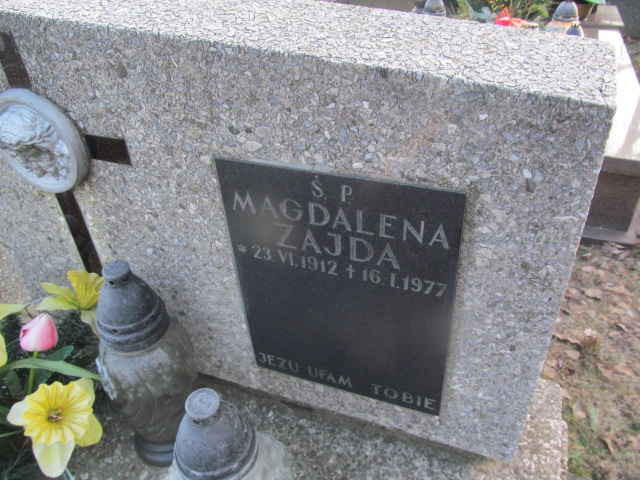 Ś. P.
MAGDALENA
ZAJDA
* 23.VI.1912 † 16.I.1977
JEZU UFAM TOBIE